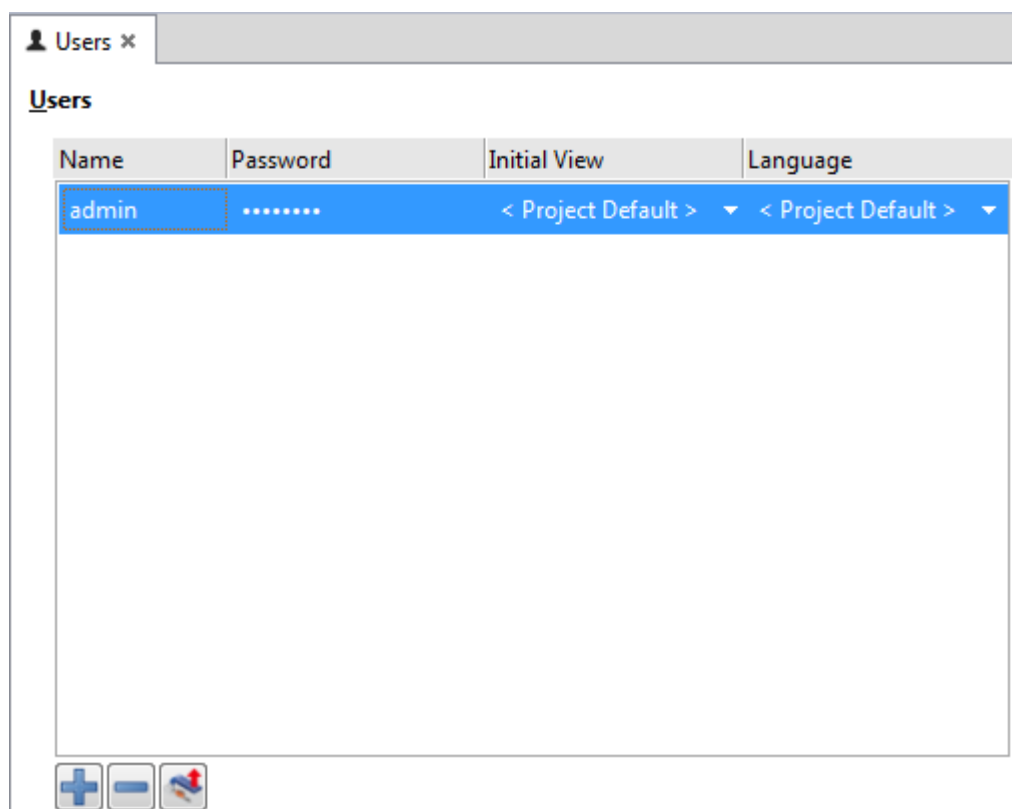 Users
Users
Name Password Initial View Language
admin •••••••• < Project Default > < Project Default >